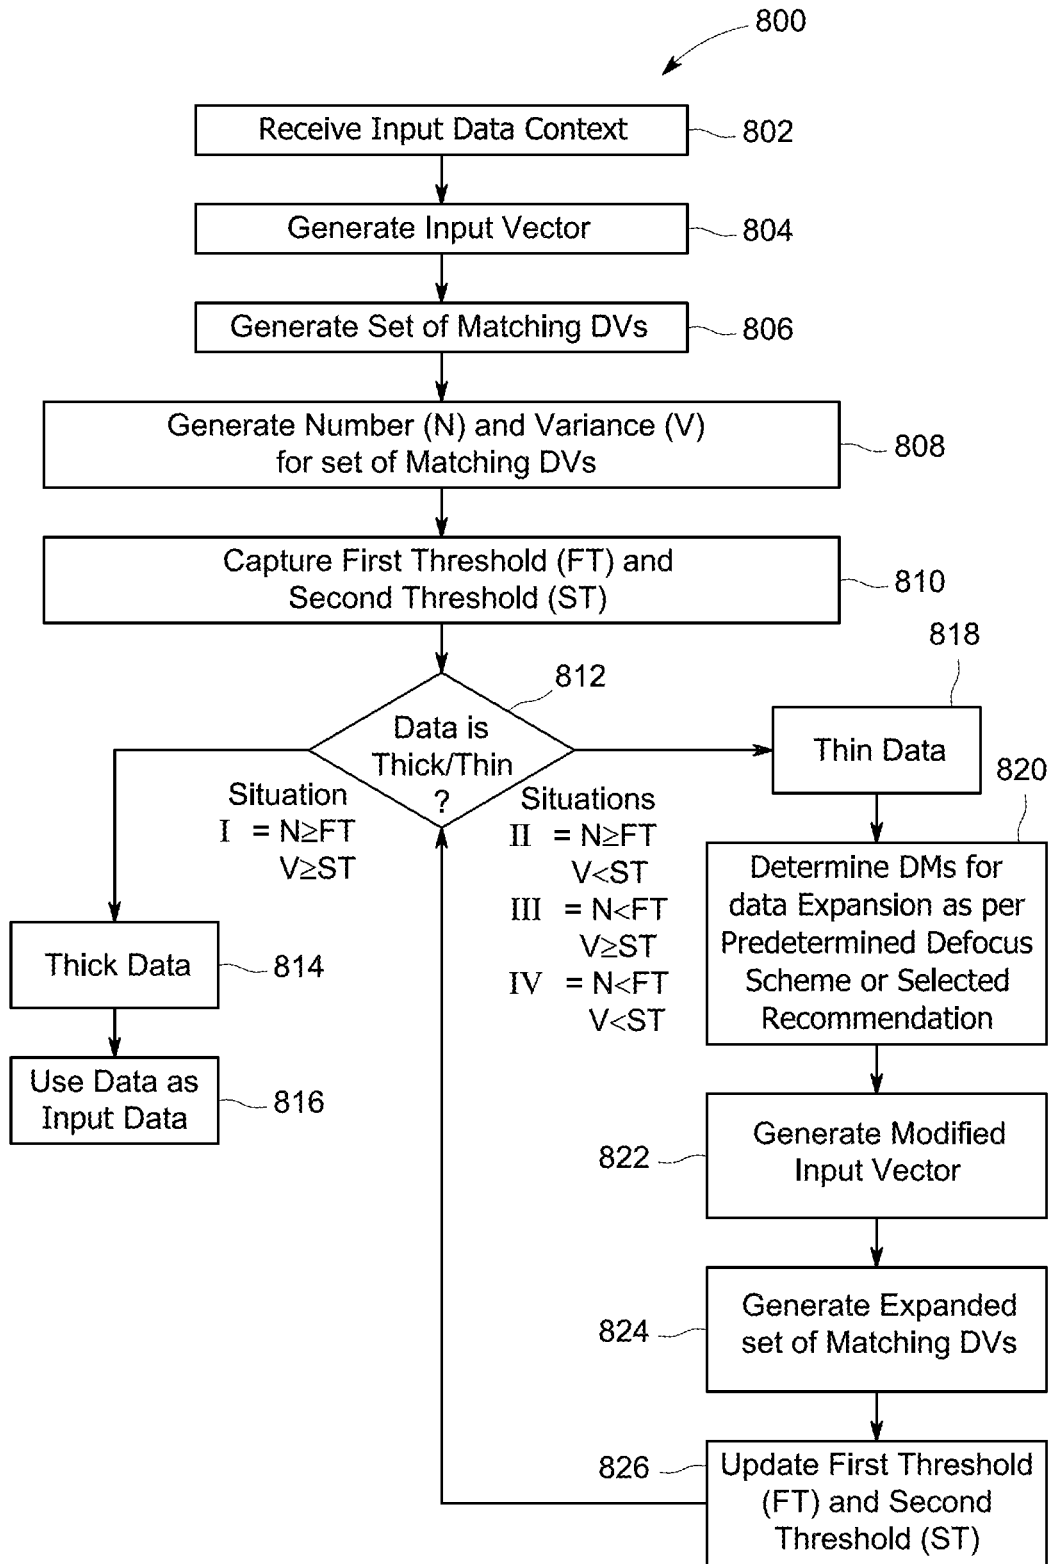 800
Receive Input Data Context
802
Generate Input Vector
804
Generate Set of Matching DVs
806
Generate Number (N) and Variance (V)
for set of Matching DVs
808
Capture First Threshold (FT) and
Second Threshold (ST)
810
812
Data is
Thick/Thin
?
Situation
I = N≥FT
V≥ST
Thick Data
814
Use Data as
Input Data
816
Situations
II = N≥FT
V<ST
III = N<FT
V≥ST
IV = N<FT
V<ST
818
Thin Data
820
Determine DMs for
data Expansion as per
Predetermined Defocus
Scheme or Selected
Recommendation
822
Generate Modified
Input Vector
824
Generate Expanded
set of Matching DVs
826
Update First Threshold
(FT) and Second
Threshold (ST)